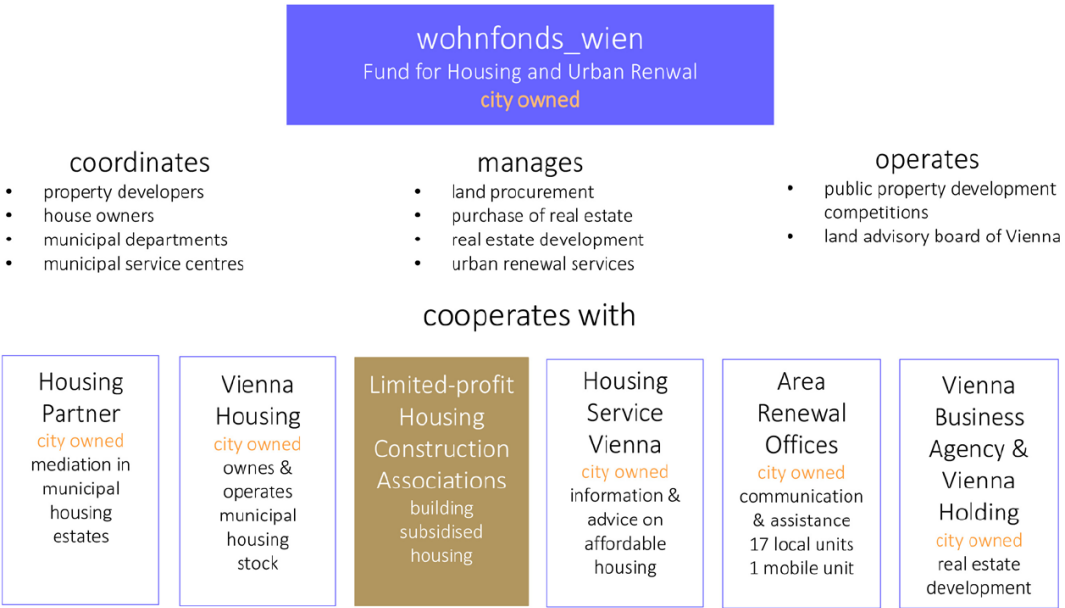 wohnfonds_wien
Fund for Housing and Urban Renwal
city owned
coordinates
• property developers
• house owners
• municipal departments
• municipal service centres
manages
• land procurement
• purchase of real estate
• real estate development
• urban renewal services
operates
• public property development
competitions
• land advisory board of Vienna
cooperates with
Housing
Partner
city owned
mediation in
municipal
housing
estates
Vienna
Housing
city owned
ownes &
operates
municipal
housing
stock
Limited-profit
Housing
Construction
Associations
building
subsidised
housing
Housing
Service
Vienna
city owned
information &
advice on
affordable
housing
Area
Renewal
Offices
city owned
communication
& assistance
17 local units
1 mobile unit
Vienna
Business
Agency &
Vienna
Holding
city owned
real estate
development